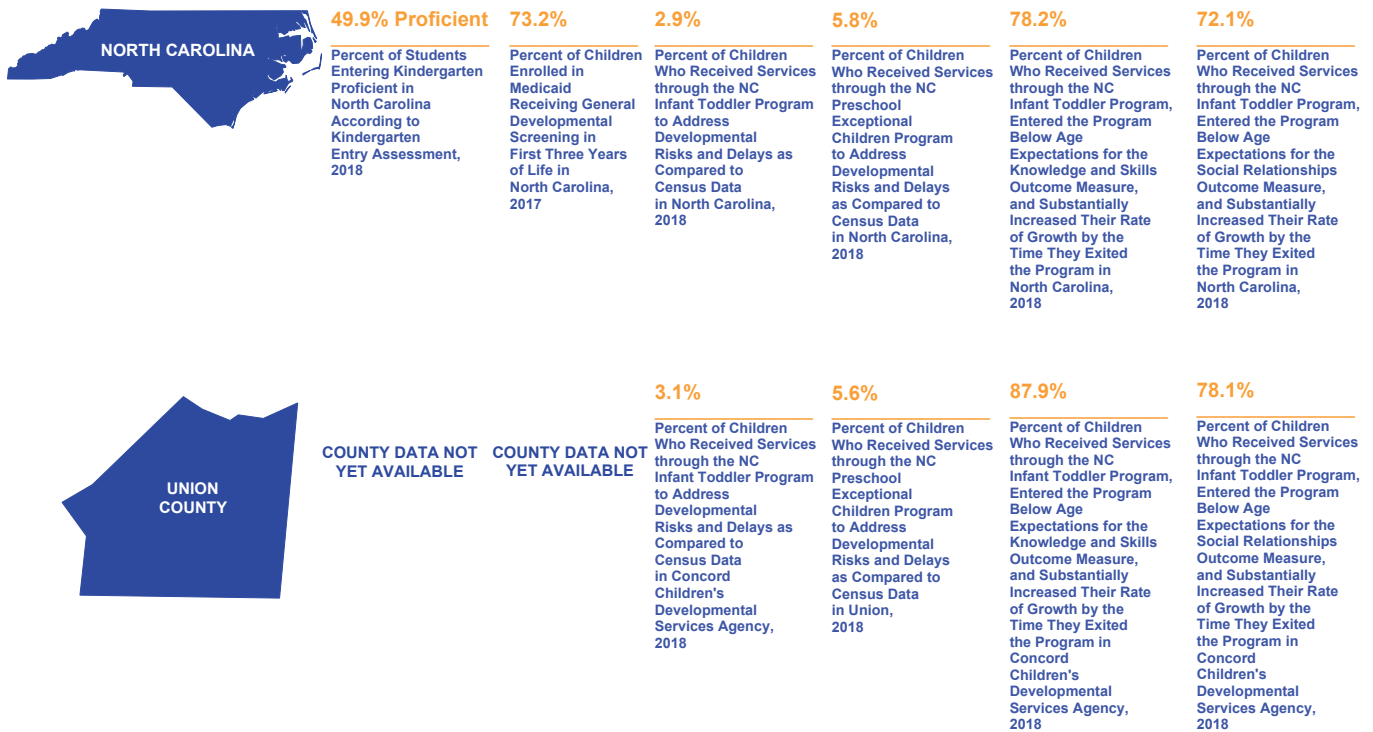 NORTH CAROLINA
49.9% Proficient
Percent of Students
Entering Kindergarten
Proficient in
North Carolina
According to
Kindergarten
Entry Assessment,
2018
73.2%
Percent of Children
Enrolled in
Medicaid
Receiving General
Developmental
Screening in
First Three Years
of Life in
North Carolina,
2017
2.9%
Percent of Children
Who Received Services
through the NC
Infant Toddler Program
to Address
Developmental
Risks and Delays as
Compared to
Census Data
in North Carolina,
2018
5.8%
Percent of Children
Who Received Services
through the NC
Preschool
Exceptional
Children Program
to Address
Developmental
Risks and Delays
as Compared to
Census Data
in North Carolina,
2018
78.2%
Percent of Children
Who Received Services
through the NC
Infant Toddler Program,
Entered the Program
Below Age
Expectations for the
Knowledge and Skills
Outcome Measure,
and Substantially
Increased Their Rate
of Growth by the
Time They Exited
the Program in
North Carolina,
2018
72.1%
Percent of Children
Who Received Services
through the NC
Infant Toddler Program,
Entered the Program
Below Age
Expectations for the
Social Relationships
Outcome Measure,
and Substantially
Increased Their Rate
of Growth by the
Time They Exited
the Program in
North Carolina,
2018
UNION
COUNTY
COUNTY DATA NOT
YET AVAILABLE
COUNTY DATA NOT
YET AVAILABLE
3.1%
Percent of Children
Who Received Services
through the NC
Infant Toddler Program
to Address
Developmental
Risks and Delays as
Compared to
Census Data
in Concord
Children's
Developmental
Services Agency,
2018
5.6%
Percent of Children
Who Received Services
through the NC
Preschool
Exceptional
Children Program
to Address
Developmental
Risks and Delays
as Compared to
Census Data
in Union,
2018
87.9%
Percent of Children
Who Received Services
through the NC
Infant Toddler Program,
Entered the Program
Below Age
Expectations for the
Knowledge and Skills
Outcome Measure,
and Substantially
Increased Their Rate
of Growth by the
Time They Exited
the Program in
Concord
Children's
Developmental
Services Agency,
2018
78.1%
Percent of Children
Who Received Services
through the NC
Infant Toddler Program,
Entered the Program
Below Age
Expectations for the
Social Relationships
Outcome Measure,
and Substantially
Increased Their Rate
of Growth by the
Time They Exited
the Program in
Concord
Children's
Developmental
Services Agency,
2018